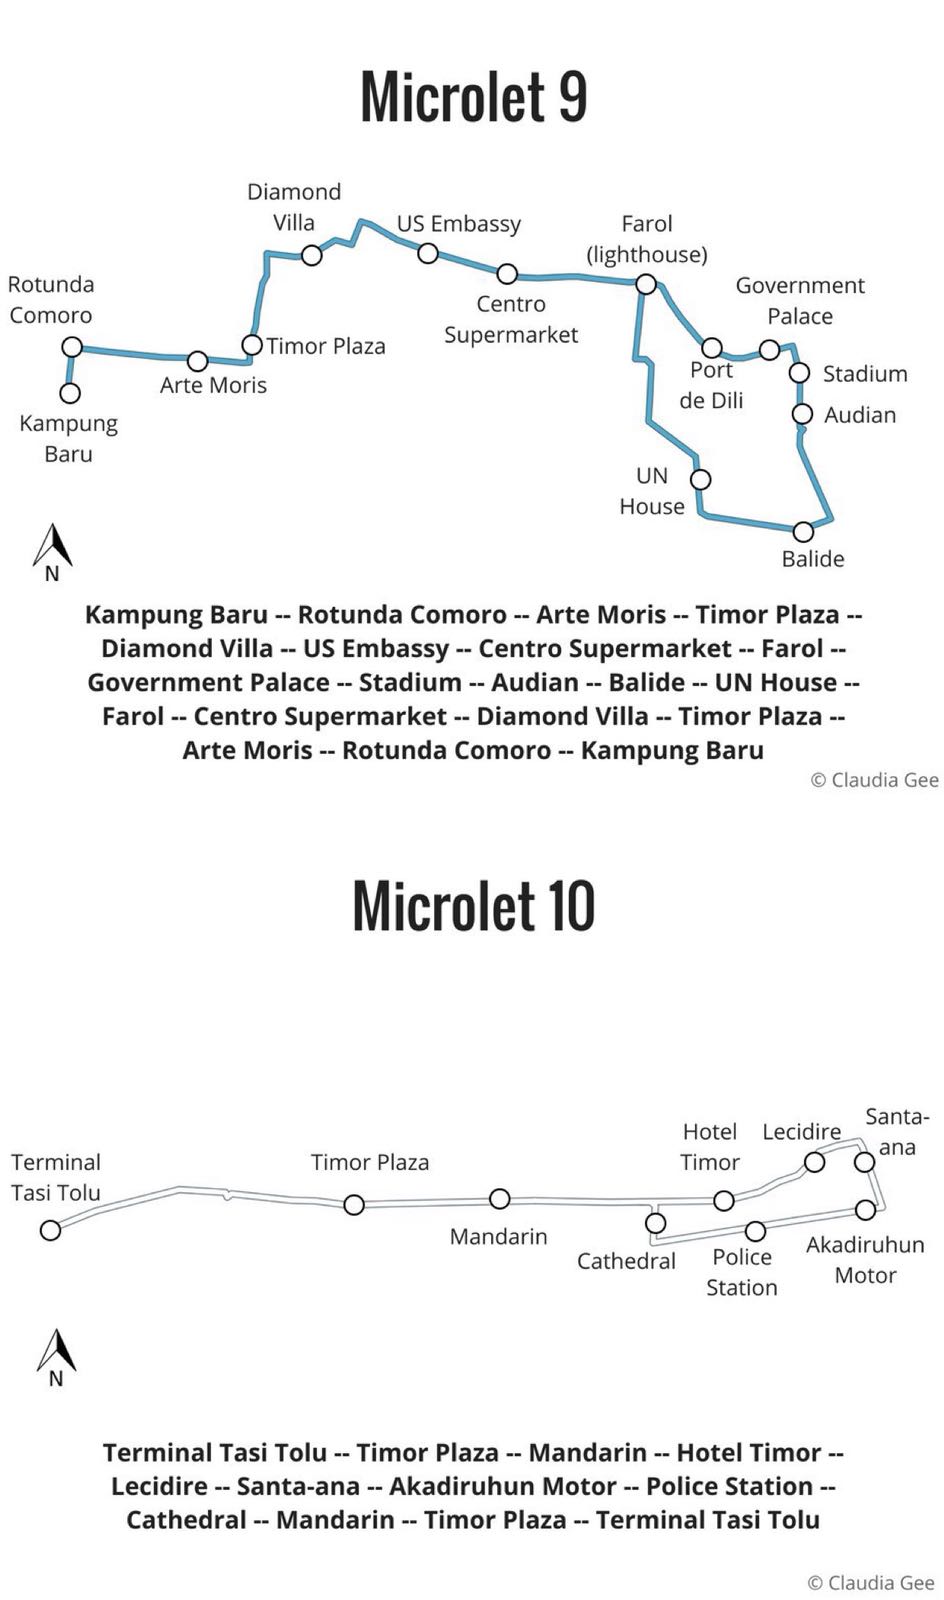 Microlet 9
Diamond
Villa
US Embassy
Farol
(lighthouse)
Rotunda
Comoro
Centro
Supermarket
Government
Palace
Timor Plaza
Arte Moris
Port
de Dili
Stadium
Audian
Kampung
Baru
UN
House
Balide
N
Kampung Baru -- Rotunda Comoro -- Arte Moris -- Timor Plaza --
Diamond Villa -- US Embassy -- Centro Supermarket -- Farol --
Government Palace -- Stadium -- Audian -- Balide -- UN House --
Farol -- Centro Supermarket -- Diamond Villa -- Timor Plaza --
Arte Moris -- Rotunda Comoro -- Kampung Baru
© Claudia Gee
Microlet 10
Terminal
Tasi Tolu
Timor Plaza
Mandarin
Hotel
Timor
Lecidire
Santa-
ana
Cathedral
Police
Station
Akadiruhun
Motor
N
Terminal Tasi Tolu -- Timor Plaza -- Mandarin -- Hotel Timor --
Lecidire -- Santa-ana -- Akadiruhun Motor -- Police Station --
Cathedral -- Mandarin -- Timor Plaza -- Terminal Tasi Tolu
© Claudia Gee